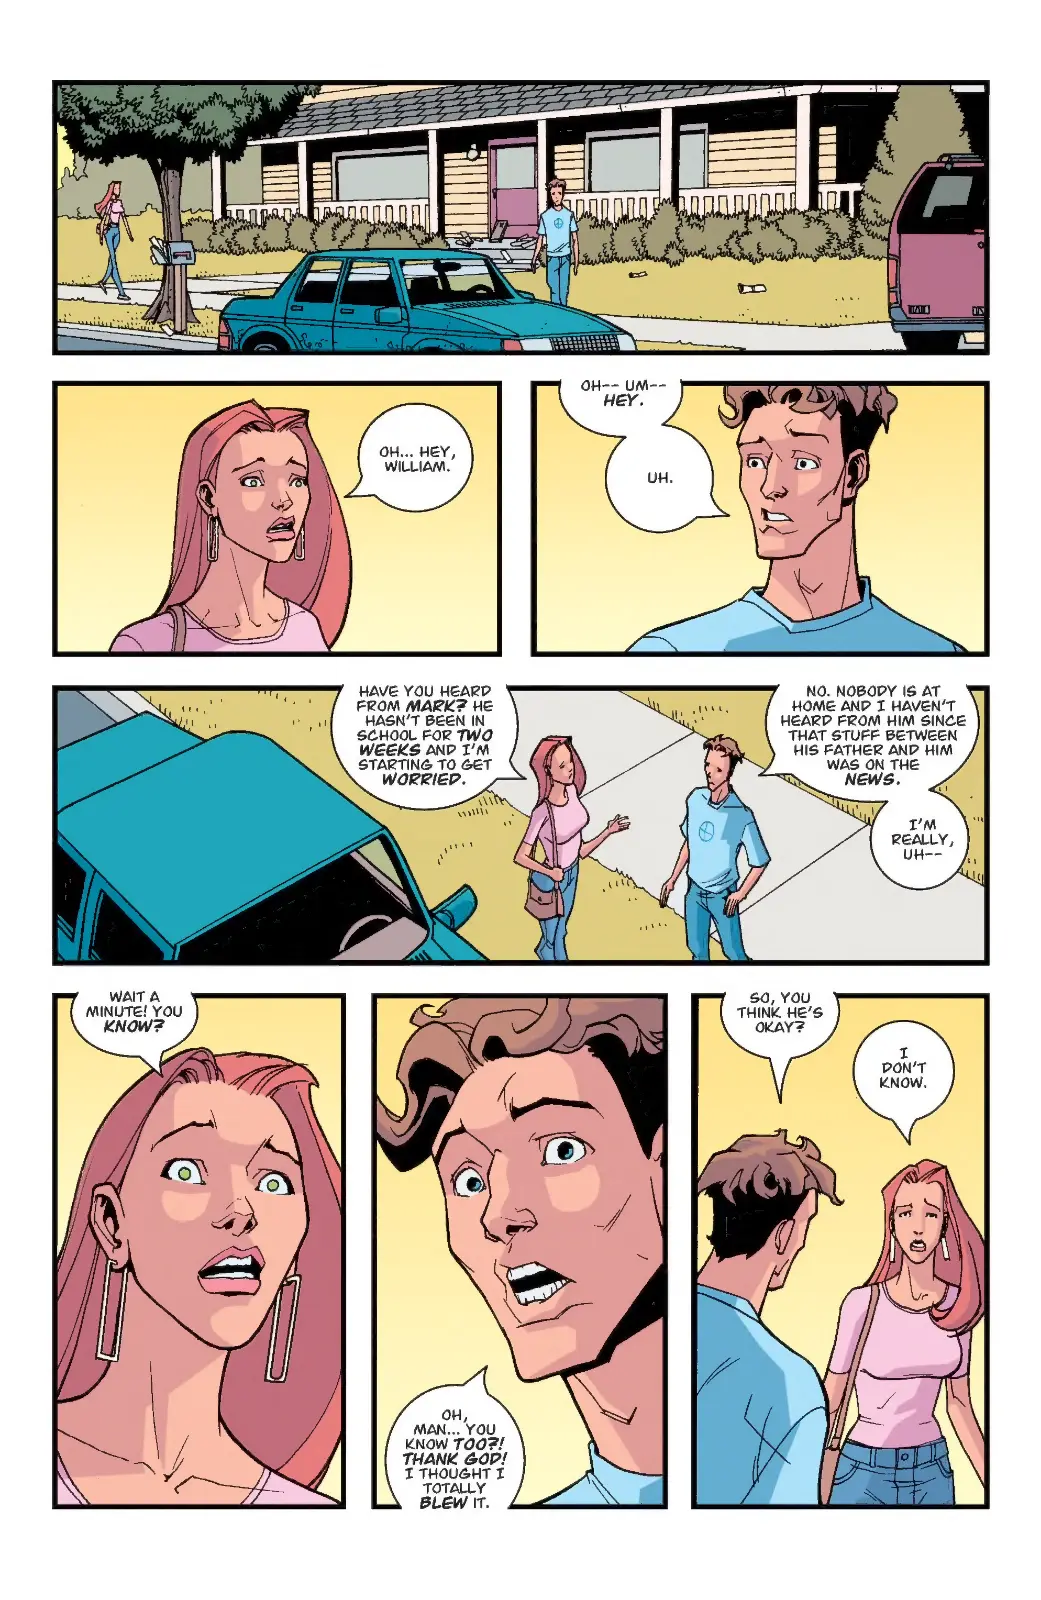 OH... HEY,
WILLIAM.
OH-- UM--
HEY.
UH.
HAVE YOU HEARD
FROM MARK? HE
HASN'T BEEN IN
SCHOOL FOR TWO
WEEKS AND I'M
STARTING TO GET
WORRIED.
NO. NOBODY IS AT
HOME AND I HAVEN'T
HEARD FROM HIM SINCE
THAT STUFF BETWEEN
HIS FATHER AND HIM
WAS ON THE
NEWS.
I'M
REALLY,
UH--
WAIT A
MINUTE! YOU
KNOW?
OH,
MAN... YOU
KNOW TOO?!
THANK GOD!
I THOUGHT I
TOTALLY
BLEW IT.
SO, YOU
THINK HE'S
OKAY?
I
DON'T
KNOW.